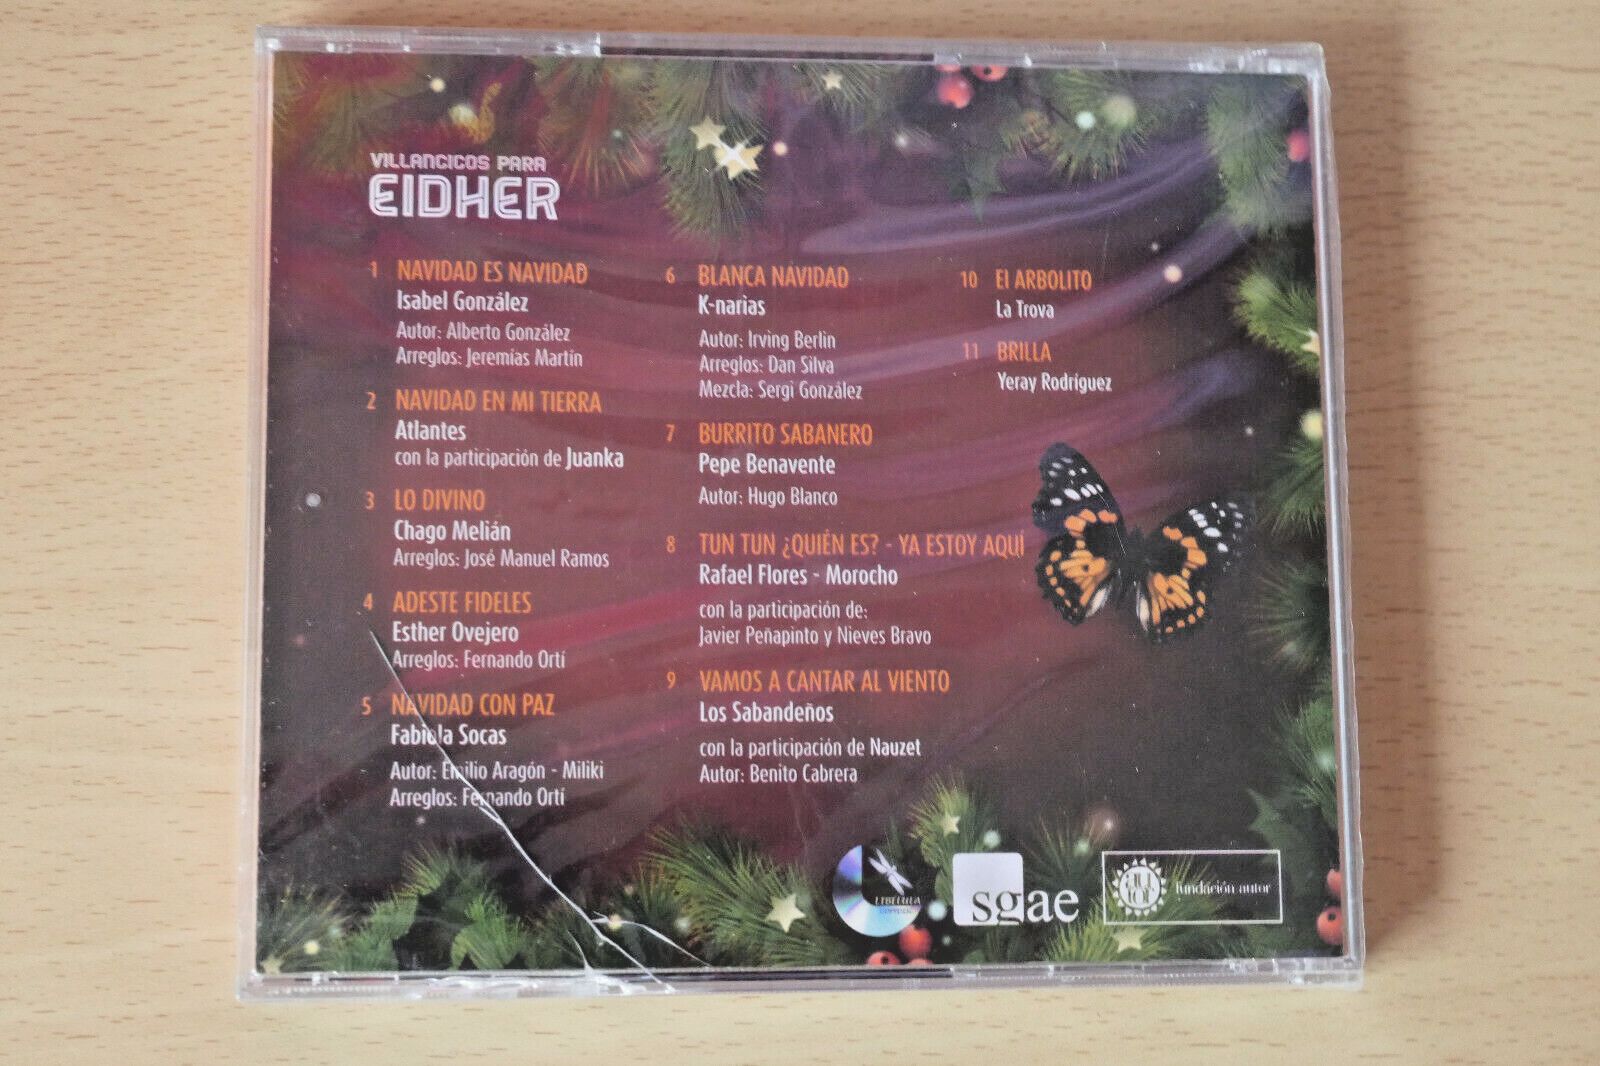 VILLANCICOS PARA
EIDHER
1 NAVIDAD ES NAVIDAD
Isabel González
Autor: Alberto González
Arreglos: Jeremías Martín
2 NAVIDAD EN MI TIERRA
Atlantes
con la participación de Juanka
3 LO DIVINO
Chago Melián
Arreglos: José Manuel Ramos
4 ADESTE FIDELES
Esther Ovejero
Arreglos: Fernando Ortí
5 NAVIDAD CON PAZ
Fabiola Socas
Autor: Emilio Aragón - Miliki
Arreglos: Fernando Ortí
6 BLANCA NAVIDAD
K-narias
Autor: Irving Berlin
Arreglos: Dan Silva
Mezcla: Sergi González
7 BURRITO SABANERO
Pepe Benavente
Autor: Hugo Blanco
8 TUN TUN ¿QUIÉN ES? - YA ESTOY AQUÍ
Rafael Flores - Morocho
con la participación de:
Javier Peñapinto y Nieves Bravo
9 VAMOS A CANTAR AL VIENTO
Los Sabandeños
con la participación de Nauzet
Autor: Benito Cabrera
10 El ARBOLITO
La Trova
11 BRILLA
Yeray Rodríguez
LIBELULA
sgae
fundación autor